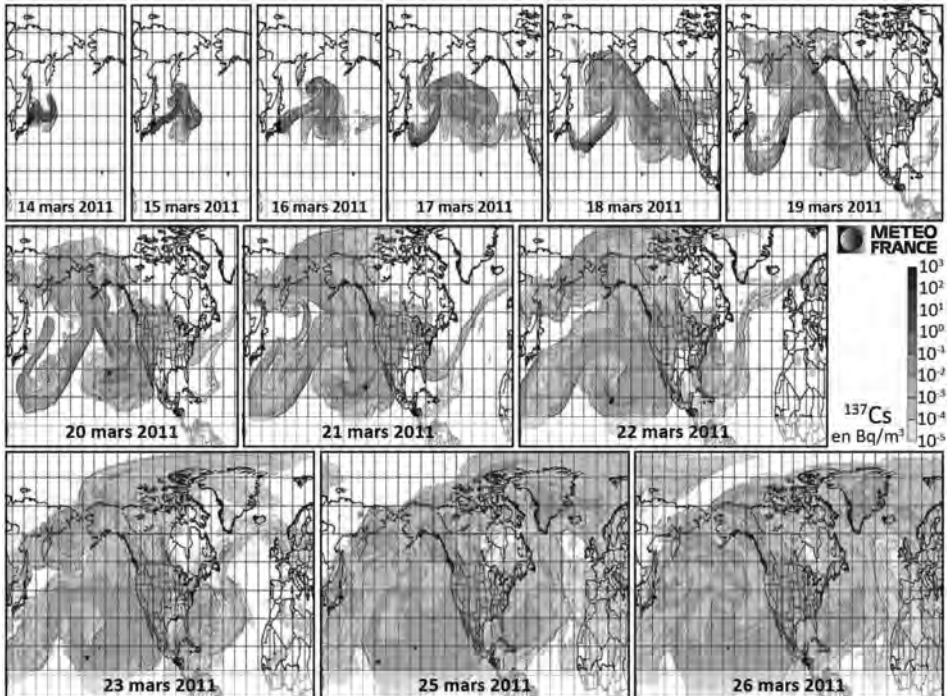 14 mars 2011
15 mars 2011
16 mars 2011
17 mars 2011
18 mars 2011
19 mars 2011
METEO
FRANCE
10³
10²
10¹
10⁰
10⁻¹
10⁻²
10⁻³
10⁻⁴
10⁻⁵
¹³⁷Cs
en Bq/m³
20 mars 2011
21 mars 2011
22 mars 2011
23 mars 2011
25 mars 2011
26 mars 2011